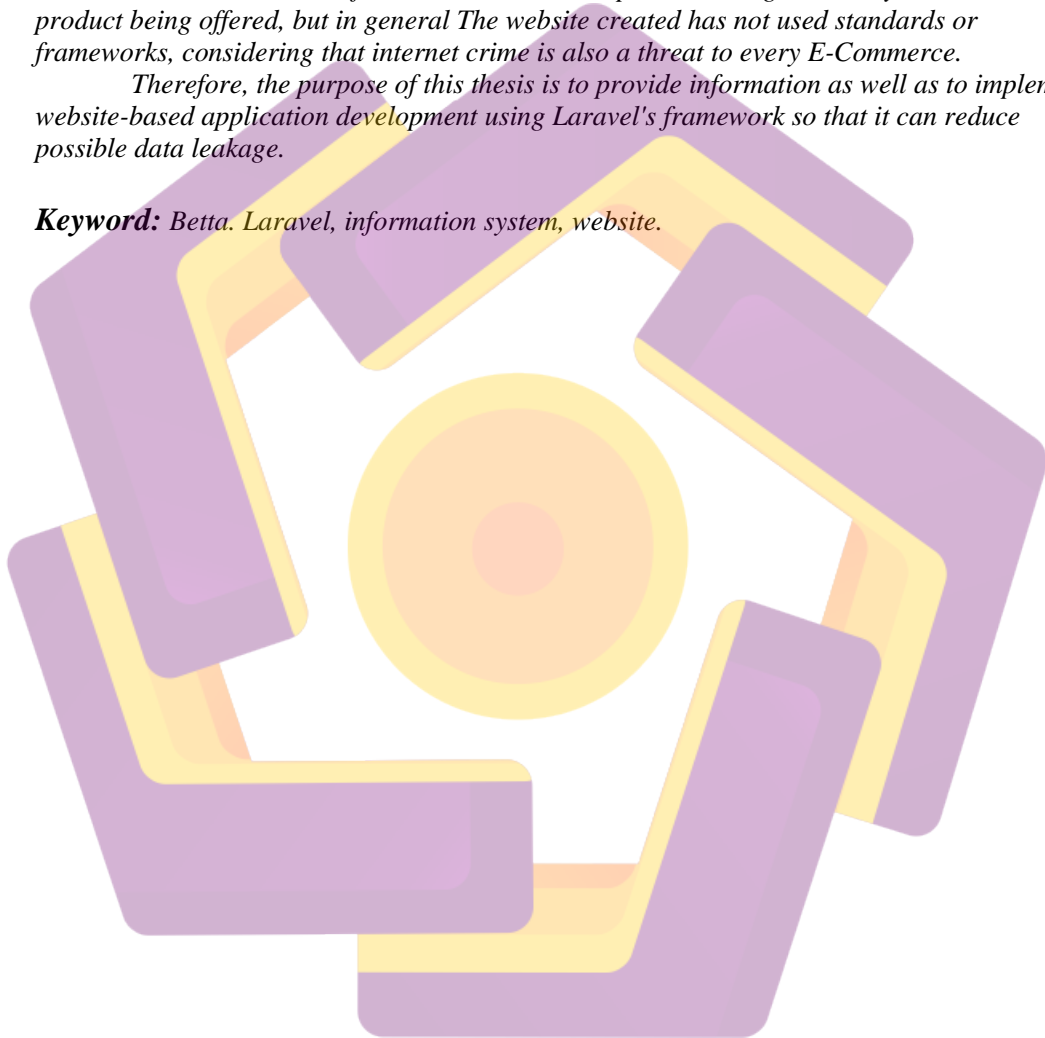 product being offered, but in general The website created has not used standards or
frameworks, considering that internet crime is also a threat to every E-Commerce.
Therefore, the purpose of this thesis is to provide information as well as to implem
website-based application development using Laravel's framework so that it can reduce
possible data leakage.
Keyword: Betta. Laravel, information system, website.